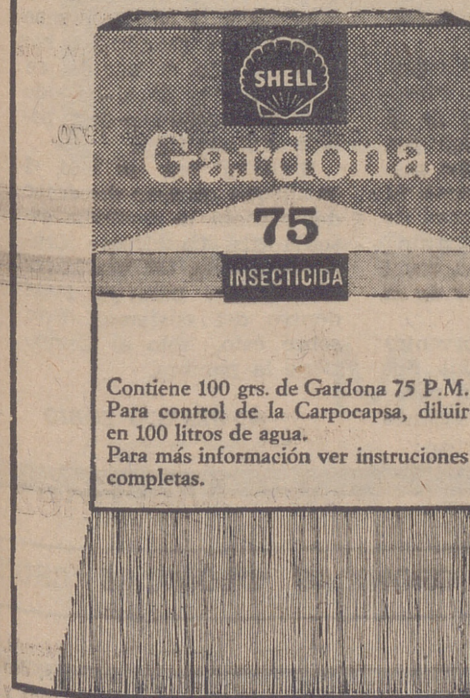 SHELL
Gardona
75
INSECTICIDA
Contiene 100 grs. de Gardona 75 P.M.
Para control de la Carpocapsa, diluir
en 100 litros de agua.
Para más información ver instruciones
completas.